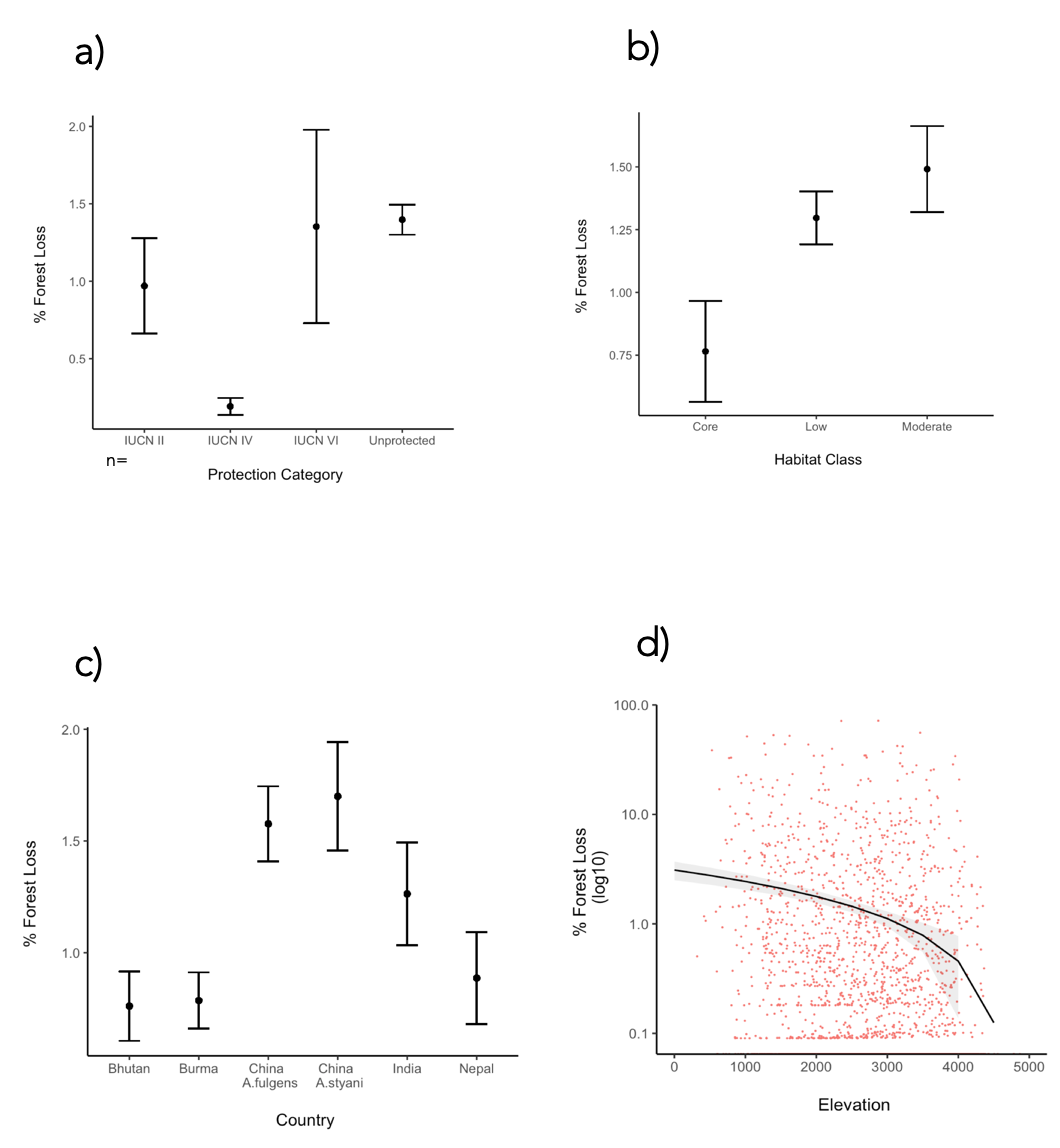 a)
% Forest Loss
2.0
1.5
1.0
0.5
IUCN II IUCN IV IUCN VI Unprotected
n=
Protection Category
b)
% Forest Loss
1.50
1.25
1.00
0.75
Core Low Moderate
Habitat Class
c)
% Forest Loss
2.0
1.5
1.0
Bhutan Burma China China India Nepal
A.fulgens A.styani
Country
d)
% Forest Loss
(log10)
100.0
10.0
1.0
0.1
0 1000 2000 3000 4000 5000
Elevation